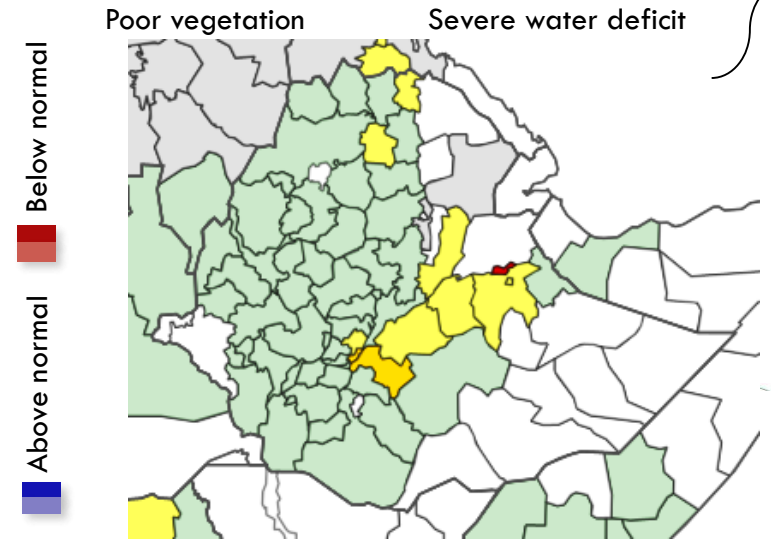 Poor vegetation
Severe water deficit
Below normal
Above normal